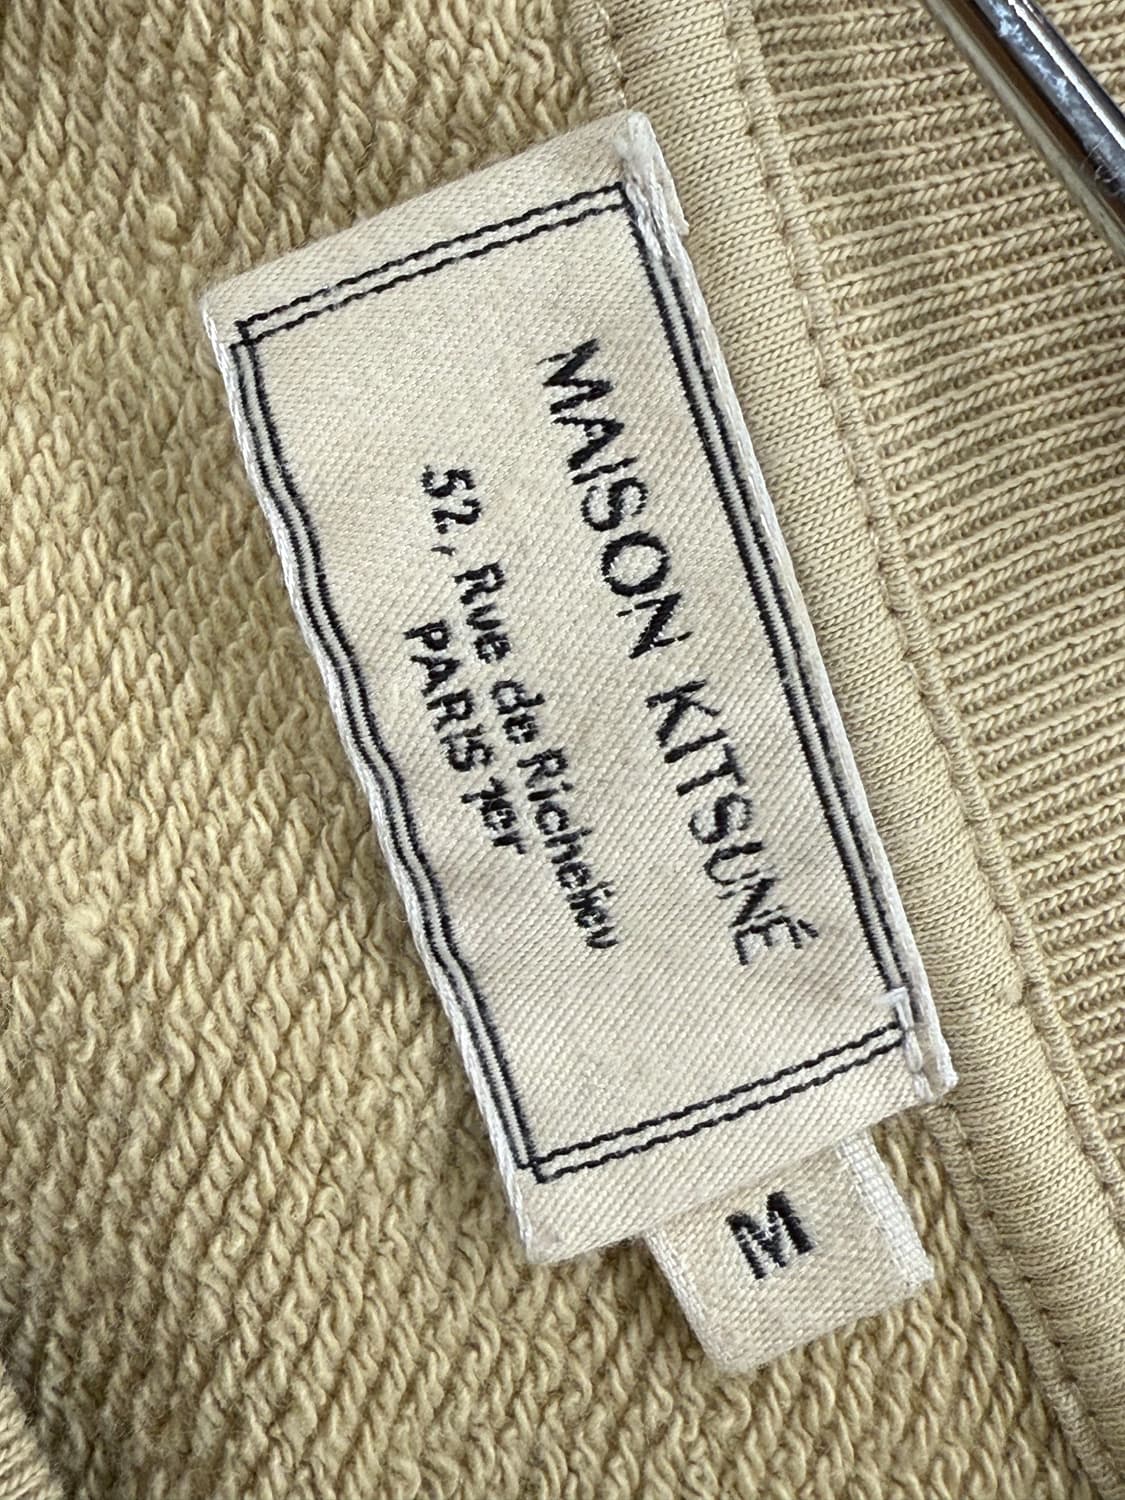 MAISON KITSUNÉ
52, Rue de Richelieu
PARIS 1er
M